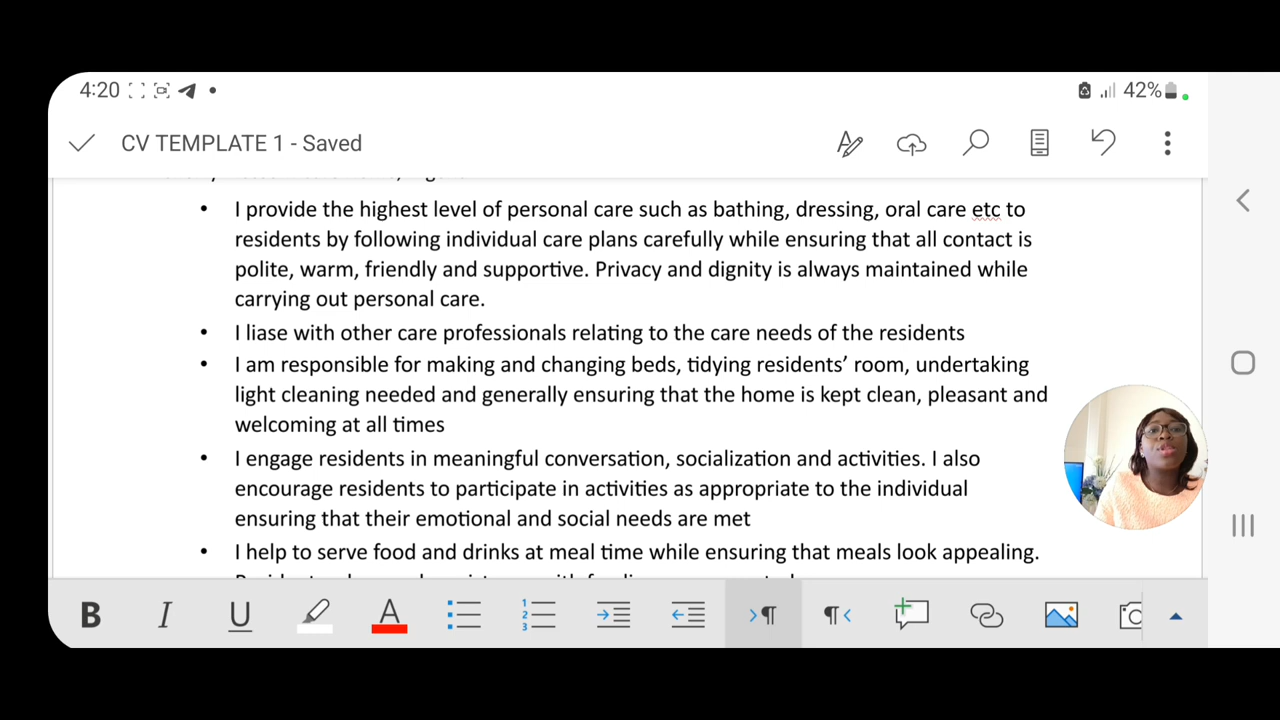 4:20 42%
CV TEMPLATE 1 - Saved
• I provide the highest level of personal care such as bathing, dressing, oral care etc to
residents by following individual care plans carefully while ensuring that all contact is
polite, warm, friendly and supportive. Privacy and dignity is always maintained while
carrying out personal care.
• I liase with other care professionals relating to the care needs of the residents
• I am responsible for making and changing beds, tidying residents’ room, undertaking
light cleaning needed and generally ensuring that the home is kept clean, pleasant and
welcoming at all times
• I engage residents in meaningful conversation, socialization and activities. I also
encourage residents to participate in activities as appropriate to the individual
ensuring that their emotional and social needs are met
• I help to serve food and drinks at meal time while ensuring that meals look appealing.
B I U A